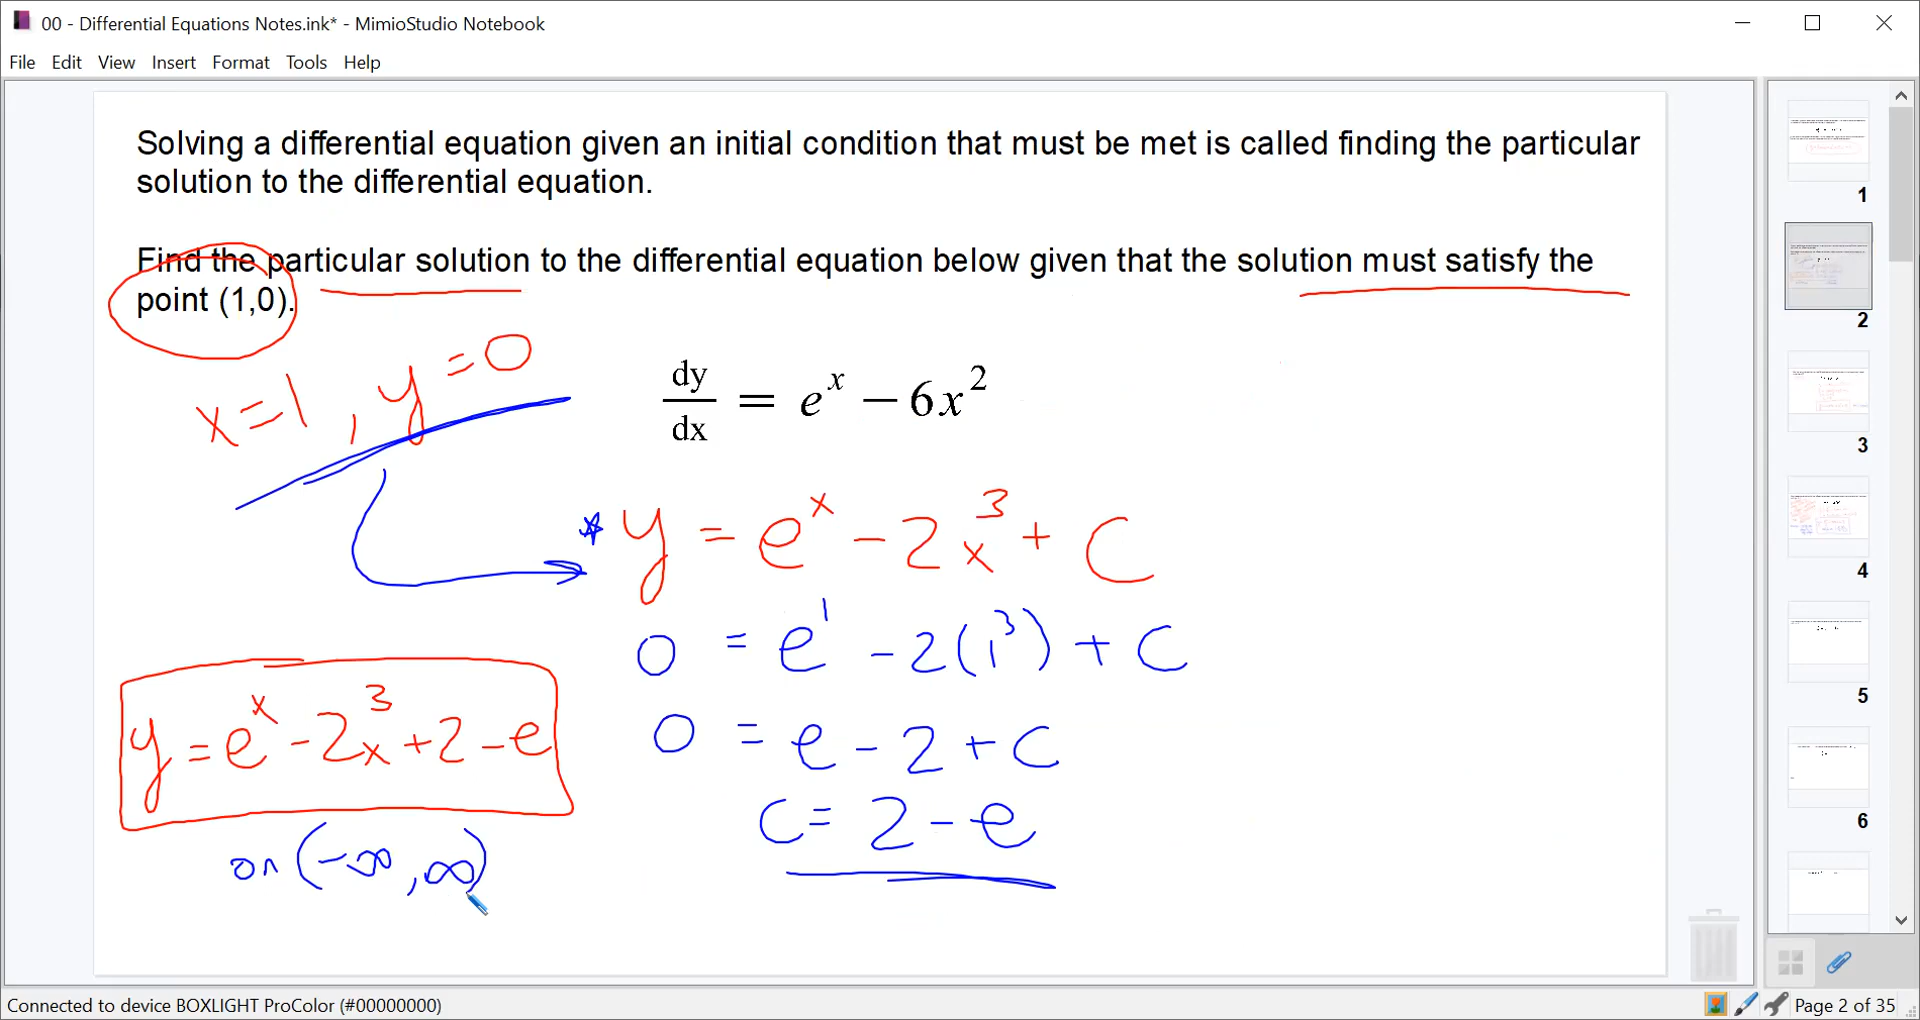 00 - Differential Equations Notes.ink* - MimioStudio Notebook
File Edit View Insert Format Tools Help
Solving a differential equation given an initial condition that must be met is called finding the particular
solution to the differential equation.
Find the particular solution to the differential equation below given that the solution must satisfy the
point (1,0).
x=1, y=0
dy/dx = e^x − 6x^2
* y = e^x − 2x^3 + C
0 = e^1 − 2(1^3) + C
0 = e − 2 + C
C = 2 − e
y = e^x − 2x^3 + 2 − e
on (−∞, ∞)
1
2
3
4
5
6
Connected to device BOXLIGHT ProColor (#00000000)
Page 2 of 35